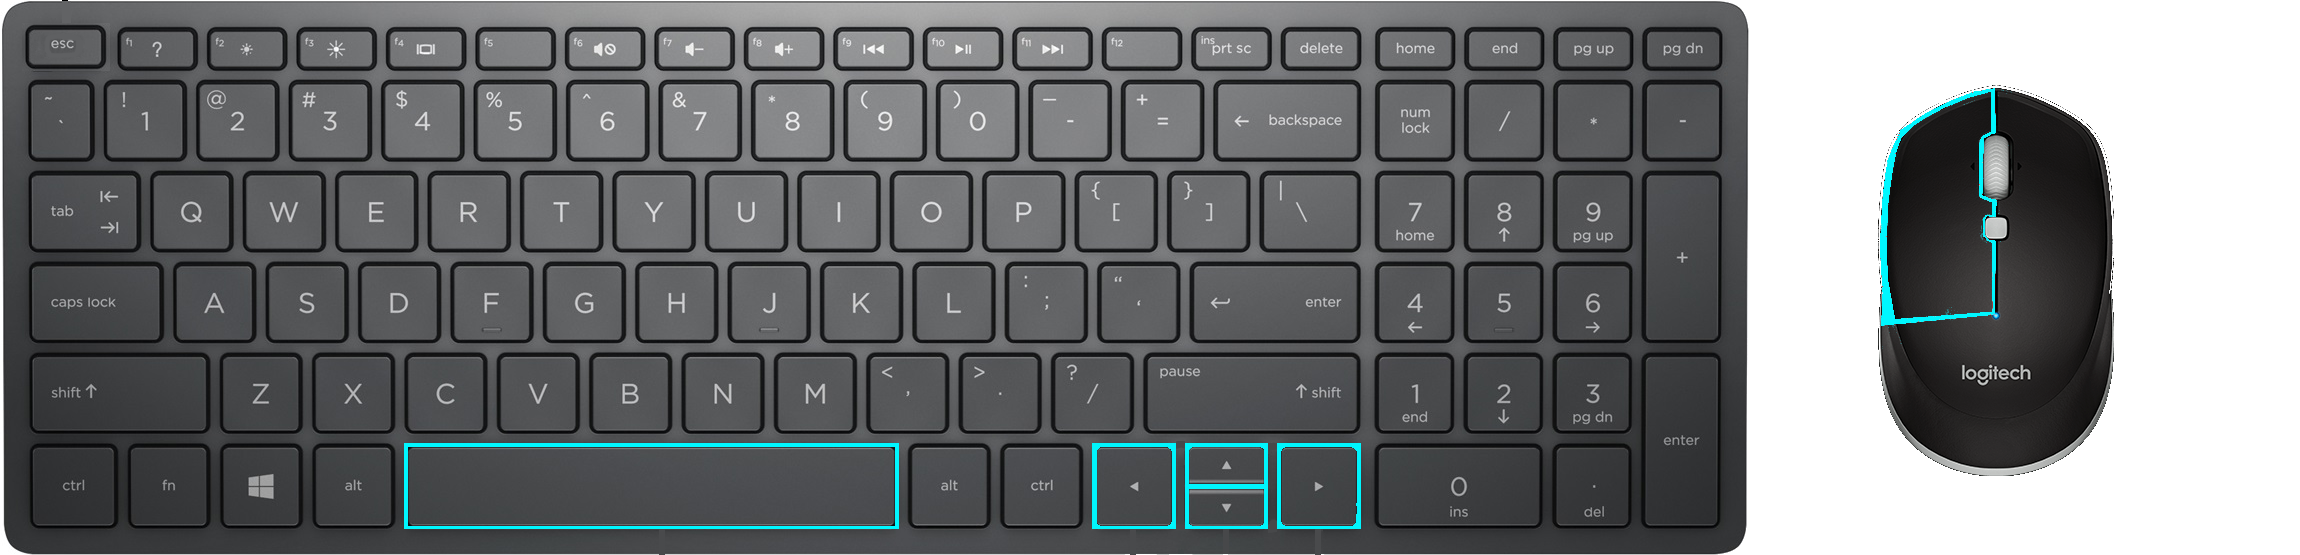 esc f1 ? f2 f3 f4 f5 f6 f7 f8 f9 f10 f11 f12 ins prt sc delete home end pg up pg dn
~ ` ! 1 @ 2 # 3 $ 4 % 5 ^ 6 & 7 * 8 ( 9 ) 0 — - + = ← backspace num lock / * -
tab Q W E R T Y U I O P { [ } ] | \ 7 home 8 ↑ 9 pg up +
caps lock A S D F G H J K L : ; “ ‘ enter 4 ← 5 6 →
shift ↑ Z X C V B N M < , > . ? / pause ↑ shift 1 end 2 ↓ 3 pg dn enter
ctrl fn alt alt ctrl ◄ ▲ ▼ ► 0 ins . del
logitech